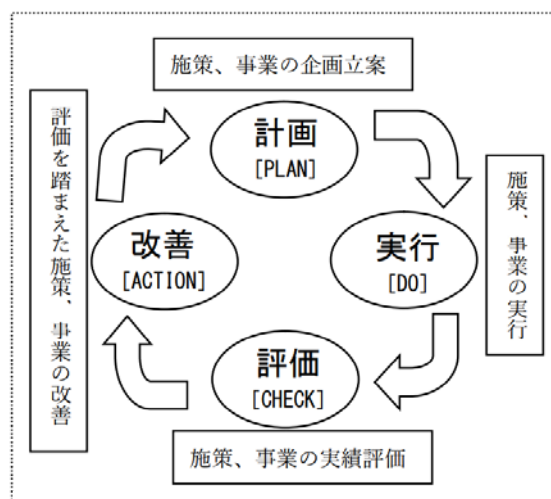 施策、事業の企画立案
計画
[PLAN]
施策、事業の実行
実行
[DO]
評価
[CHECK]
施策、事業の実績評価
改善
[ACTION]
評価を踏まえた施策、事業の改善